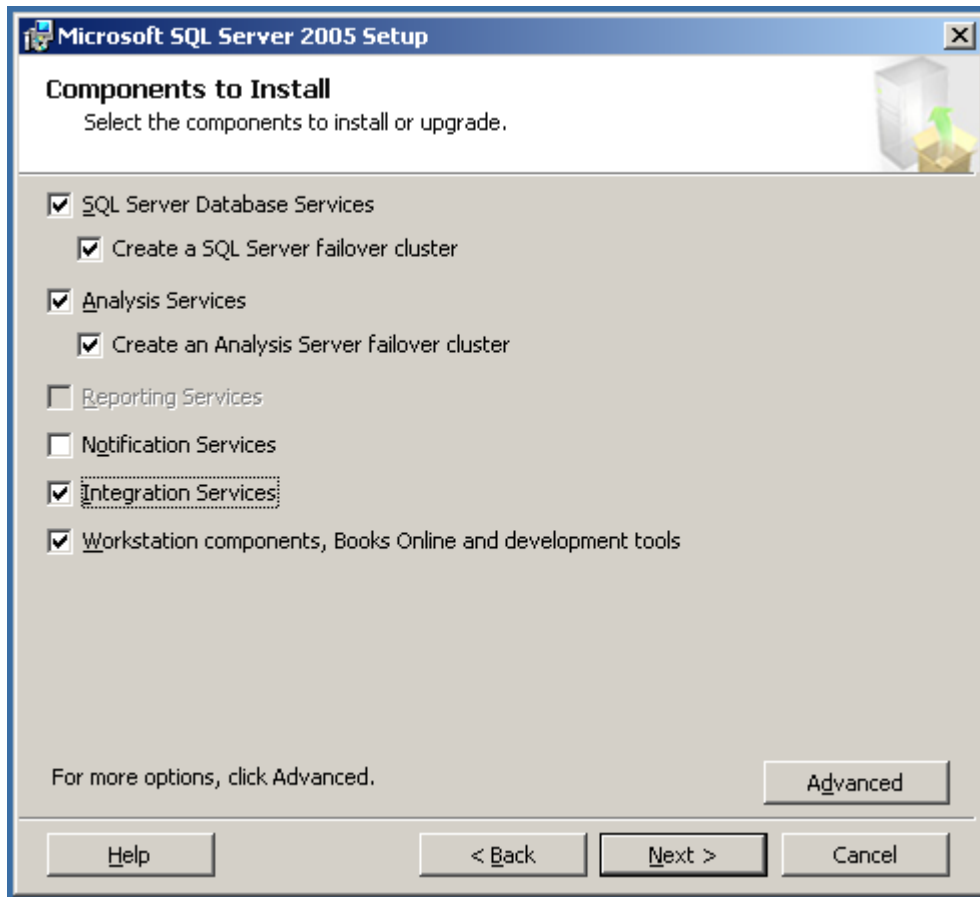 Microsoft SQL Server 2005 Setup
Components to Install
Select the components to install or upgrade.
SQL Server Database Services
Create a SQL Server failover cluster
Analysis Services
Create an Analysis Server failover cluster
Reporting Services
Notification Services
Integration Services
Workstation components, Books Online and development tools
For more options, click Advanced.
Advanced
Help
< Back
Next >
Cancel